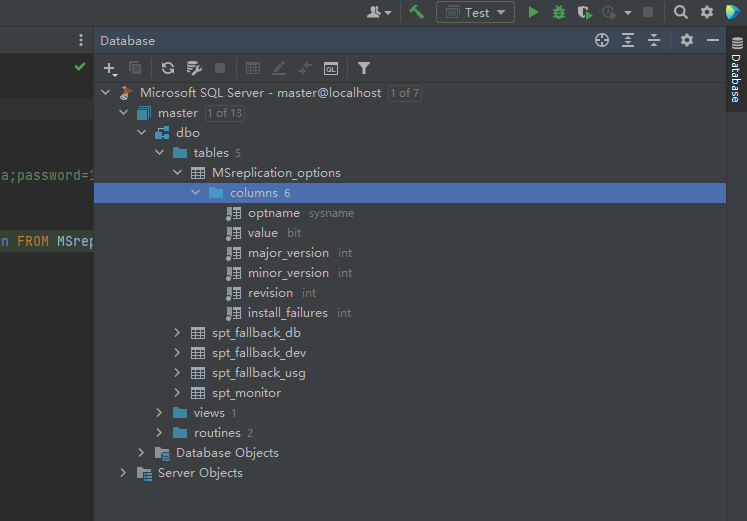 Test
Database
Database
Microsoft SQL Server - master@localhost 1 of 7
master 1 of 13
dbo
tables 5
a;password=1
MSreplication_options
columns 6
optname sysname
value bit
n FROM MSrep
major_version int
minor_version int
revision int
install_failures int
spt_fallback_db
spt_fallback_dev
spt_fallback_usg
spt_monitor
views 1
routines 2
Database Objects
Server Objects